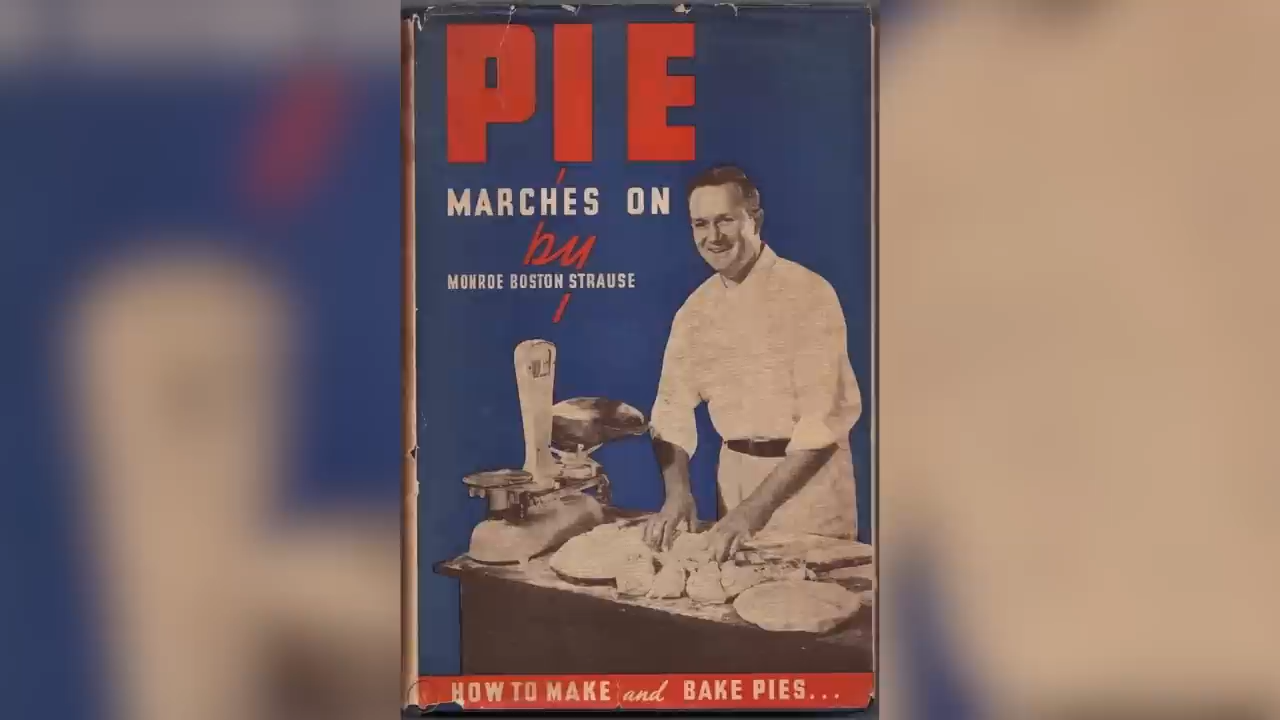 PIE
MARCHES ON
by
MONROE BOSTON STRAUSE
HOW TO MAKE and BAKE PIES...